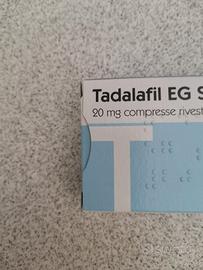 Tadalafil EG S
20 mg compresse rivest
T